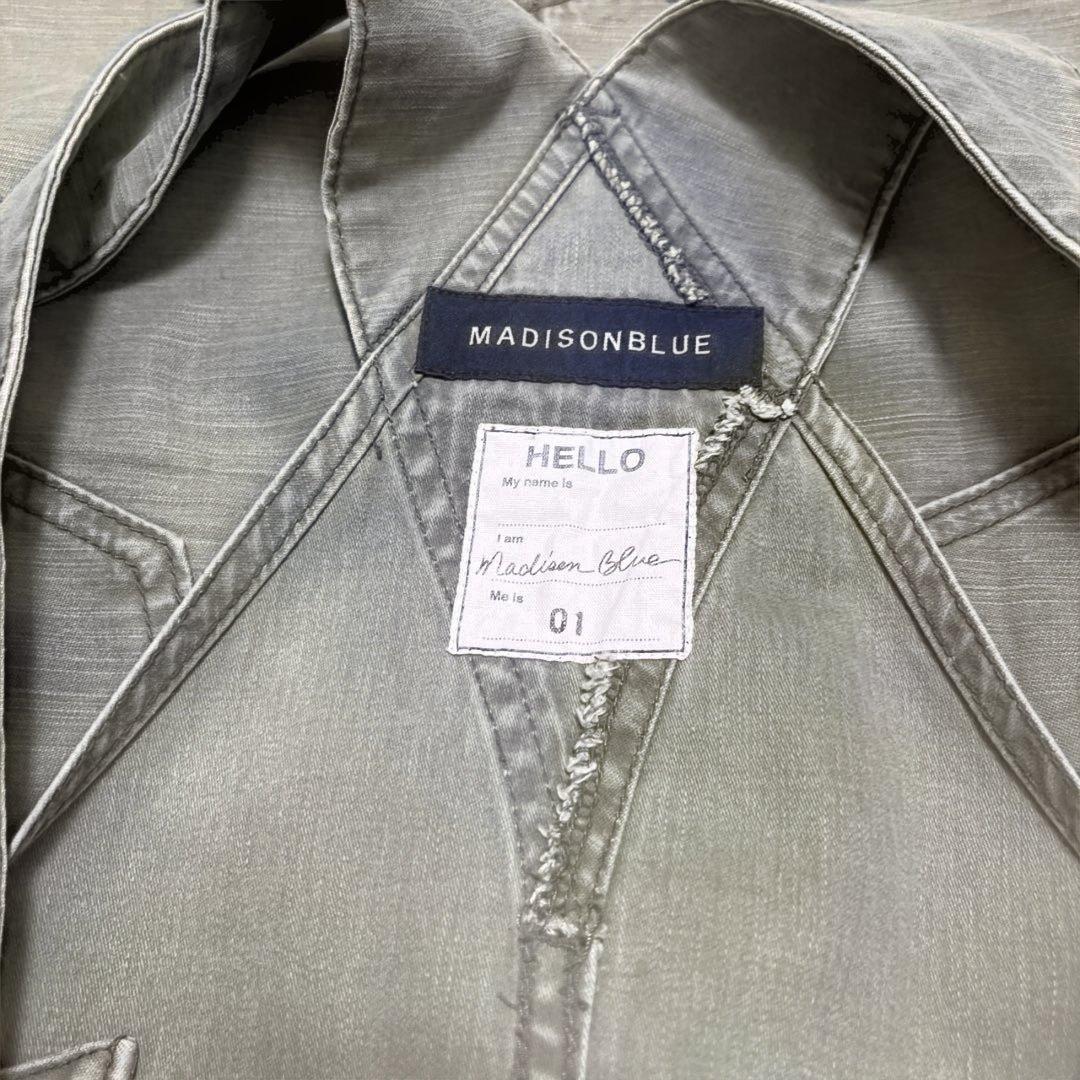 MADISONBLUE
HELLO
My name is
I am
Madison Blue
Me is
01